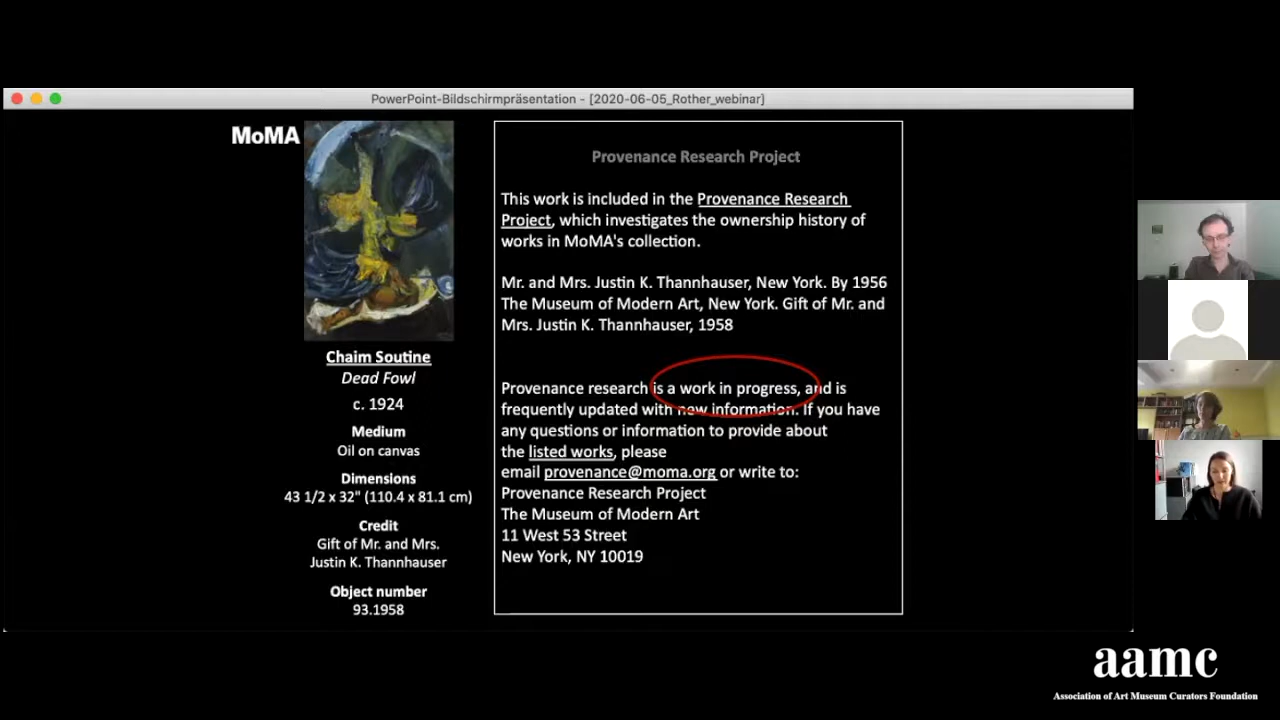 PowerPoint-Bildschirmpräsentation - [2020-06-05_Rother_webinar]
MoMA
Chaim Soutine
Dead Fowl
c. 1924
Medium
Oil on canvas
Dimensions
43 1/2 x 32" (110.4 x 81.1 cm)
Credit
Gift of Mr. and Mrs.
Justin K. Thannhauser
Object number
93.1958
Provenance Research Project
This work is included in the Provenance Research
Project, which investigates the ownership history of
works in MoMA's collection.
Mr. and Mrs. Justin K. Thannhauser, New York. By 1956
The Museum of Modern Art, New York. Gift of Mr. and
Mrs. Justin K. Thannhauser, 1958
Provenance research is a work in progress, and is
frequently updated with new information. If you have
any questions or information to provide about
the listed works, please
email provenance@moma.org or write to:
Provenance Research Project
The Museum of Modern Art
11 West 53 Street
New York, NY 10019
aamc
Association of Art Museum Curators Foundation